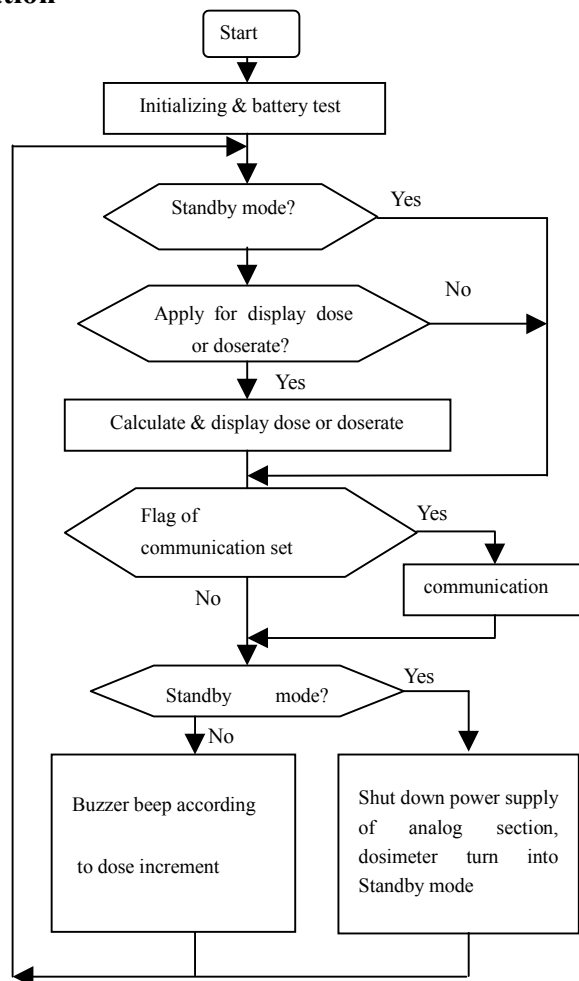 Start
Initializing & battery test
Standby mode?
Yes
Apply for display dose
or doserate?
No
Yes
Calculate & display dose or doserate
Flag of
communication set
Yes
communication
No
Standby mode?
Yes
No
Buzzer beep according
to dose increment
Shut down power supply
of analog section,
dosimeter turn into
Standby mode